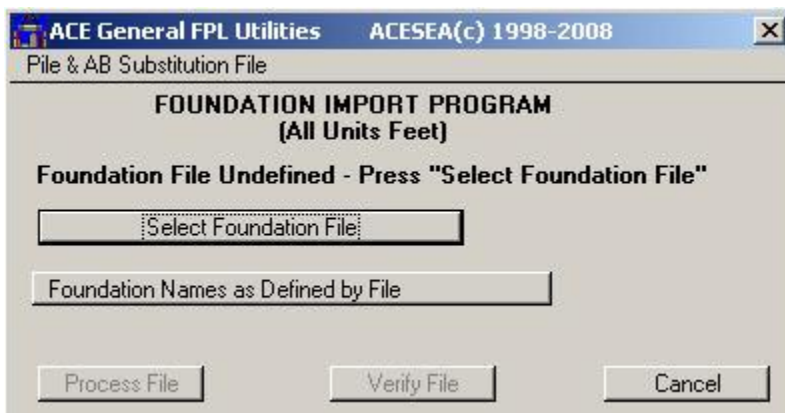 ACE General FPL Utilities ACESEA(c) 1998-2008
Pile & AB Substitution File
FOUNDATION IMPORT PROGRAM
(All Units Feet)
Foundation File Undefined - Press "Select Foundation File"
Select Foundation File
Foundation Names as Defined by File
Process File Verify File Cancel